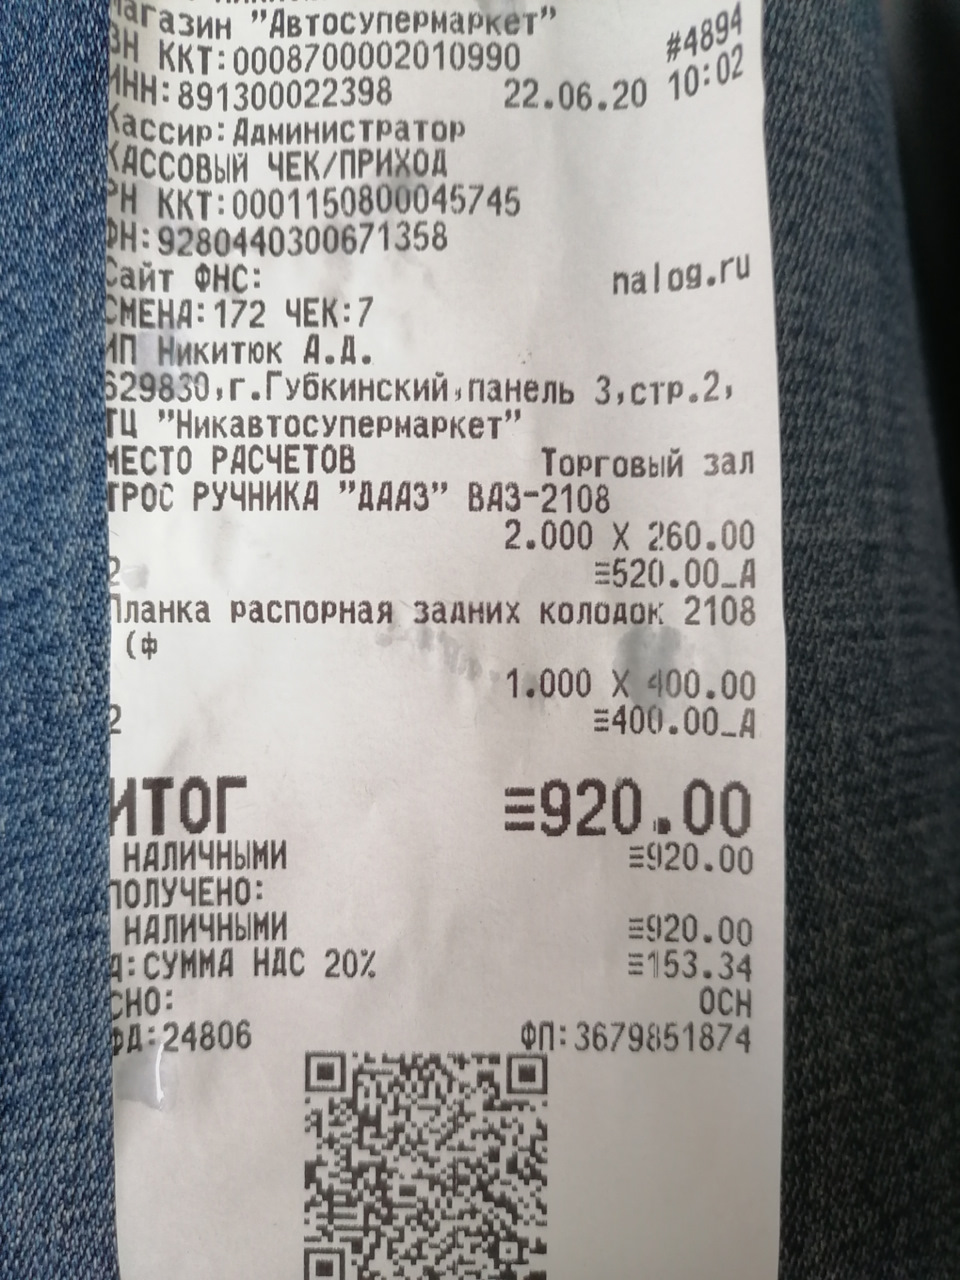 Магазин "Автосупермаркет" #4894
ЗН ККТ:0008700002010990 10:02
ИНН:891300022398 22.06.20
Кассир:Администратор
КАССОВЫЙ ЧЕК/ПРИХОД
РН ККТ:0001150800045745
ФН:9280440300671358
Сайт ФНС: nalog.ru
СМЕНА:172 ЧЕК:7
ИП Никитюк А.Д.
629830,г.Губкинский,панель 3,стр.2,
ТЦ "Никавтосупермаркет"
МЕСТО РАСЧЕТОВ Торговый зал
ТРОС РУЧНИКА "ДААЗ" ВАЗ-2108
2.000 X 260.00
2 ≡520.00_А
Планка распорная задних колодок 2108
(ф
1.000 X 400.00
2 ≡400.00_А
ИТОГ ≡920.00
НАЛИЧНЫМИ ≡920.00
ПОЛУЧЕНО:
НАЛИЧНЫМИ ≡920.00
А:СУММА НДС 20% ≡153.34
СНО: ОСН
ФД:24806 ФП:3679851874